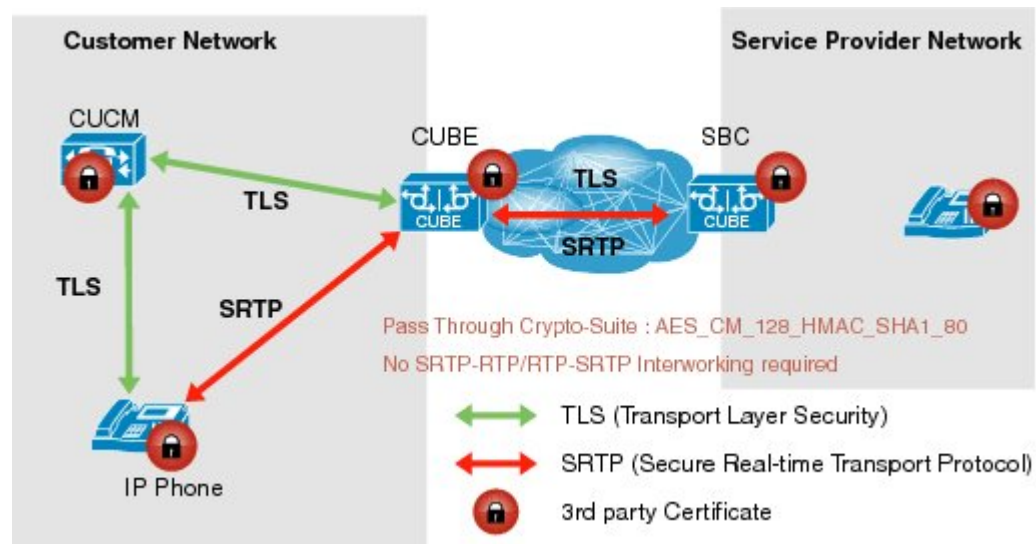 Customer Network
Service Provider Network
CUCM
CUBE
SBC
TLS
TLS
CUBE
CUBE
SRTP
TLS
SRTP
Pass Through Crypto-Suite : AES_CM_128_HMAC_SHA1_80
No SRTP-RTP/RTP-SRTP Interworking required
TLS (Transport Layer Security)
SRTP (Secure Real-time Transport Protocol)
IP Phone
3rd party Certificate